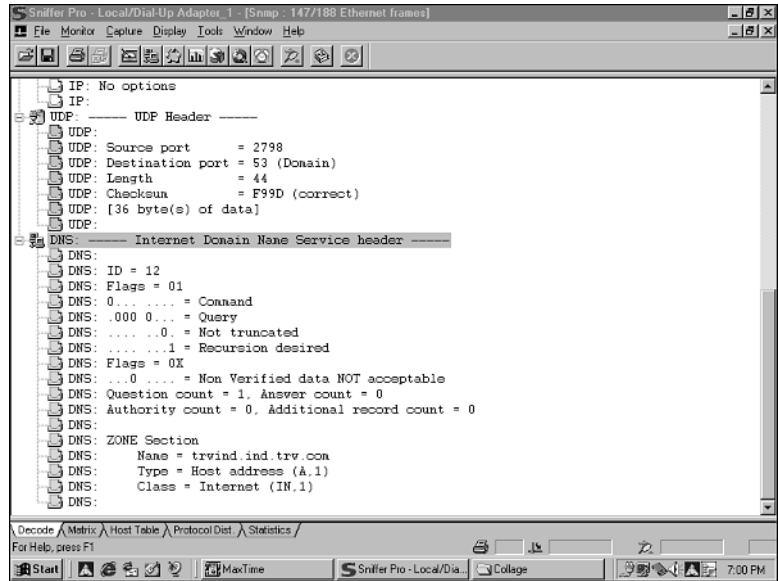 Sniffer Pro - Local/Dial-Up Adapter_1 - [Snmp : 147/188 Ethernet frames]
File Monitor Capture Display Tools Window Help
IP: No options
IP:
UDP: ----- UDP Header -----
UDP:
UDP: Source port = 2798
UDP: Destination port = 53 (Domain)
UDP: Length = 44
UDP: Checksum = F99D (correct)
UDP: [36 byte(s) of data]
UDP:
DNS: ----- Internet Domain Name Service header -----
DNS:
DNS: ID = 12
DNS: Flags = 01
DNS: 0... .... = Command
DNS: .000 0... = Query
DNS: .... ..0. = Not truncated
DNS: .... ...1 = Recursion desired
DNS: Flags = 0X
DNS: ...0 .... = Non Verified data NOT acceptable
DNS: Question count = 1, Answer count = 0
DNS: Authority count = 0, Additional record count = 0
DNS:
DNS: ZONE Section
DNS: Name = trvind.ind.trv.com
DNS: Type = Host address (A,1)
DNS: Class = Internet (IN,1)
DNS:
Decode Matrix Host Table Protocol Dist. Statistics
For Help, press F1
Start MaxTime Sniffer Pro - Local/Dia... Collage 7:00 PM